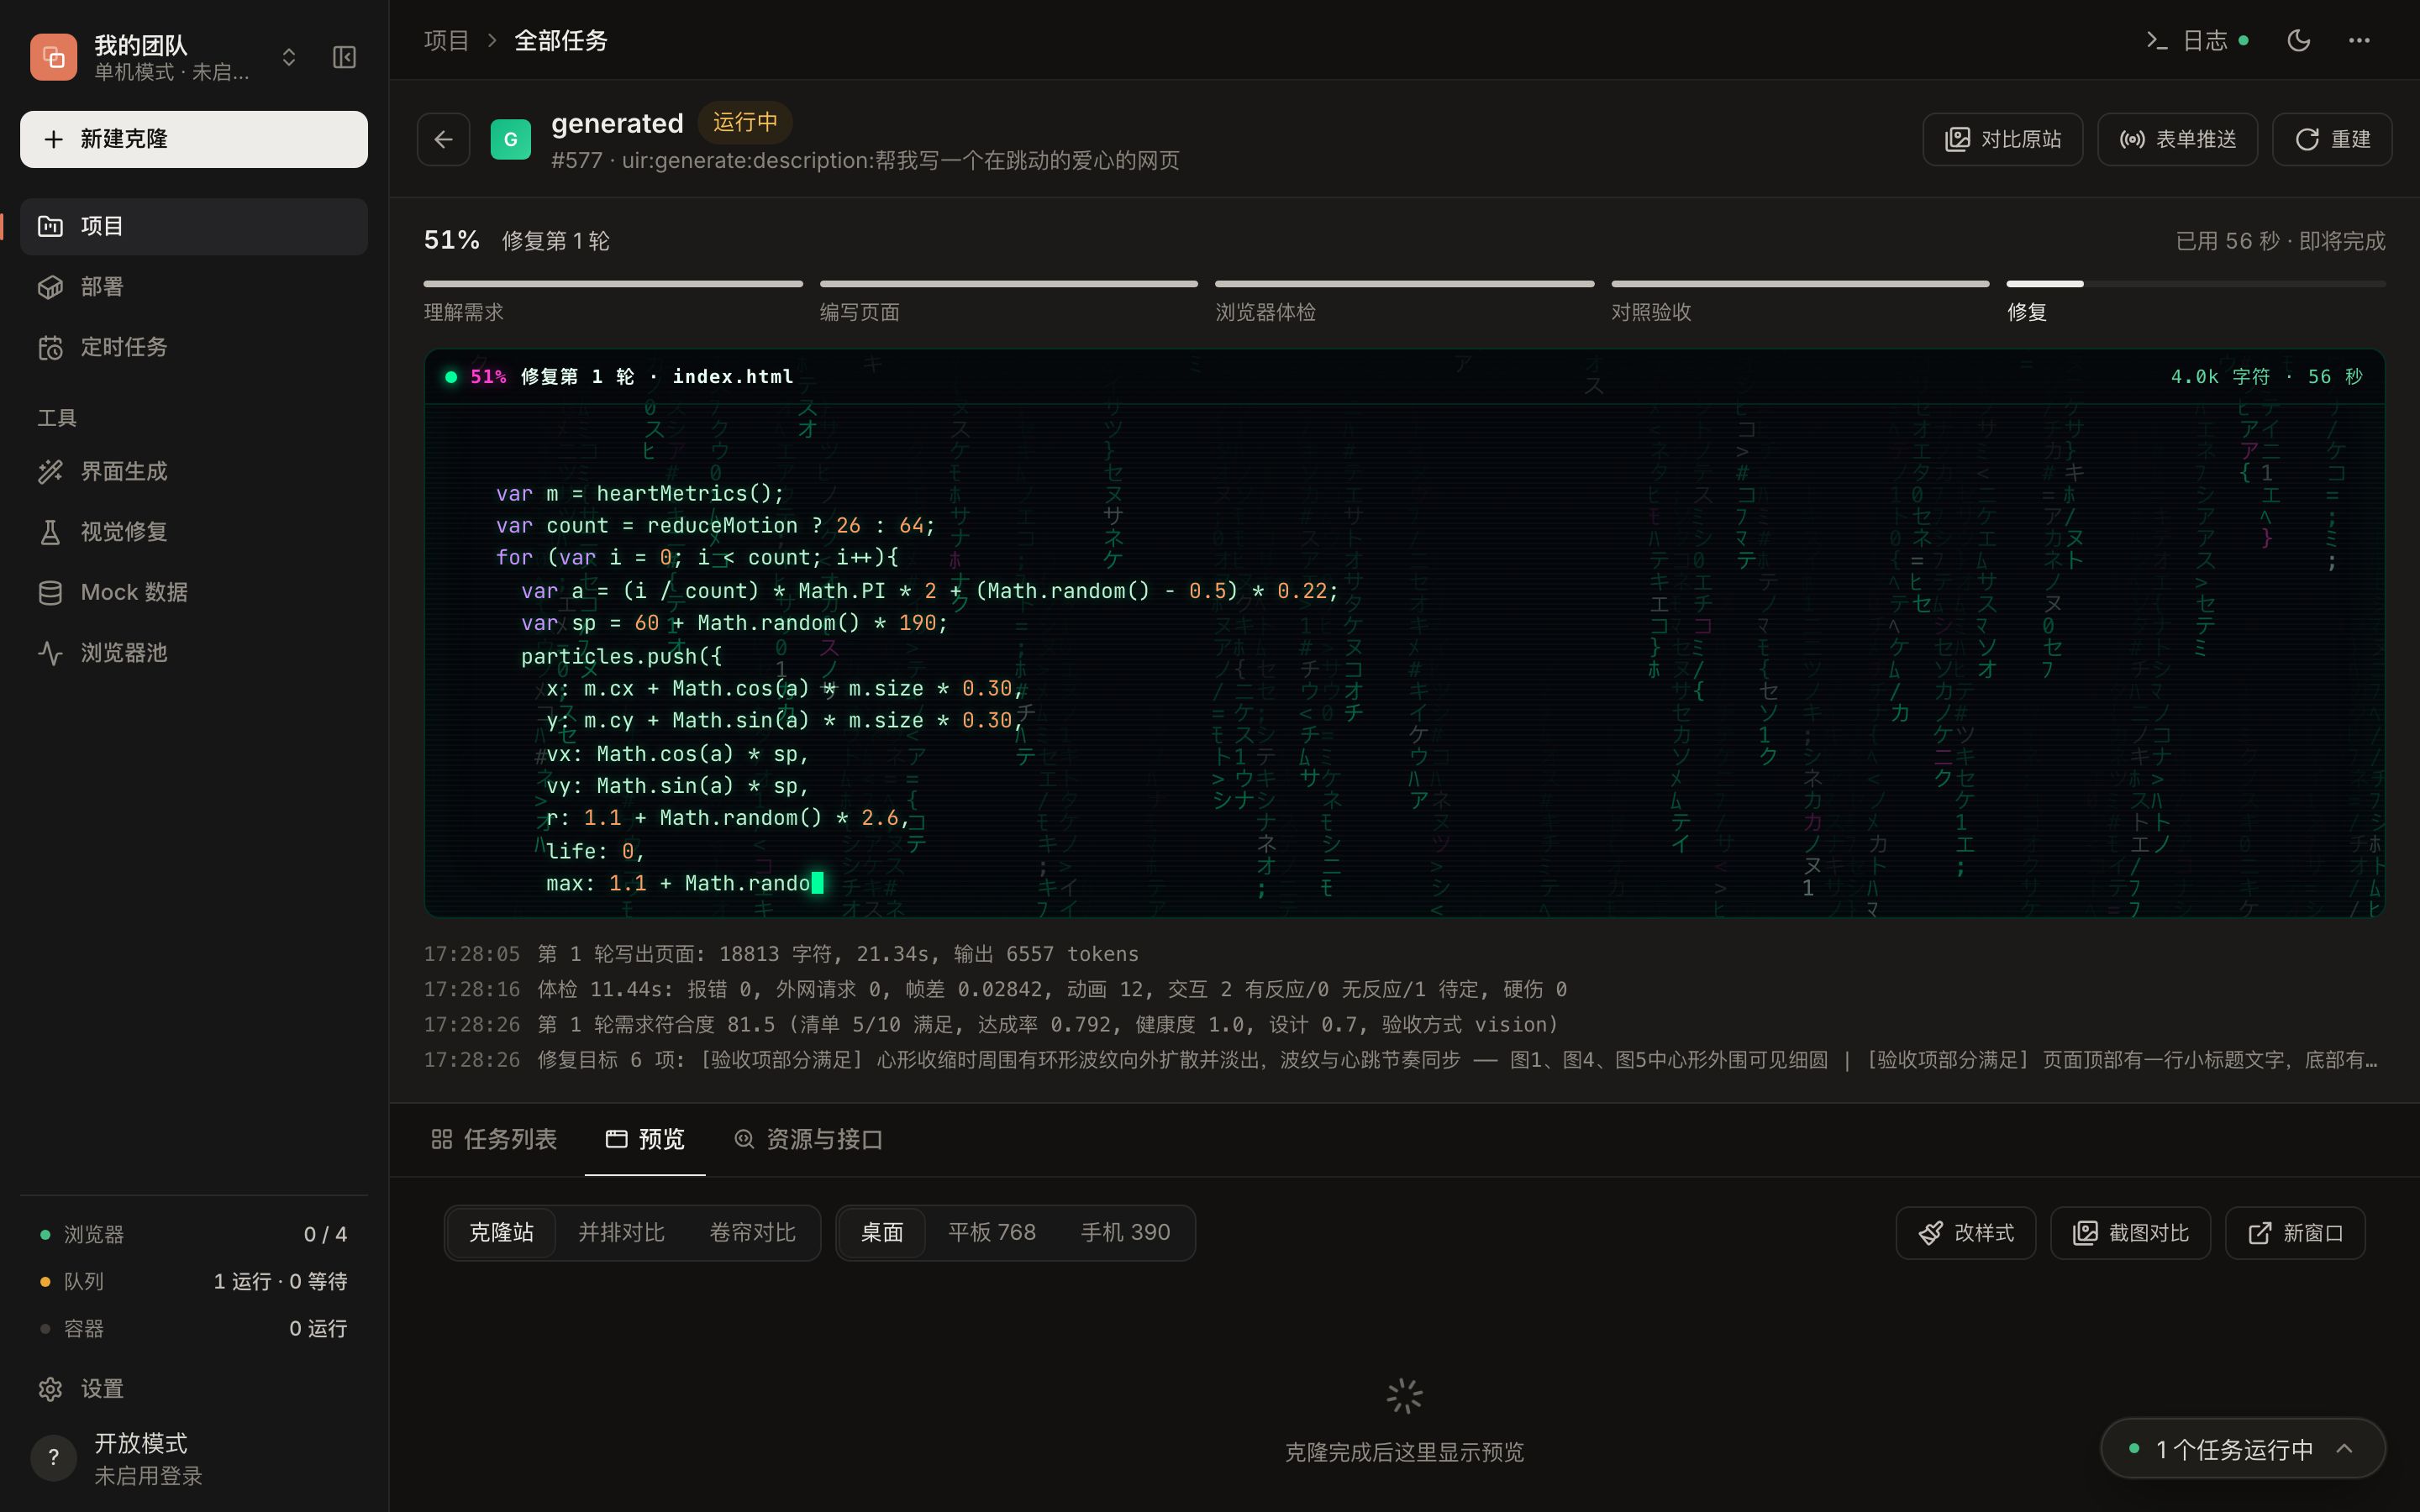 我的团队
单机模式 · 未启...
新建克隆
项目
部署
定时任务
工具
界面生成
视觉修复
Mock 数据
浏览器池
浏览器 0 / 4
队列 1 运行 · 0 等待
容器 0 运行
设置
? 开放模式
未启用登录
项目 > 全部任务
日志
G generated 运行中
#577 · uir:generate:description:帮我写一个在跳动的爱心的网页
对比原站 表单推送 重建
51% 修复第 1 轮
已用 56 秒 · 即将完成
理解需求 编写页面 浏览器体检 对照验收 修复
51% 修复第 1 轮 · index.html
4.0k 字符 · 56 秒
var m = heartMetrics();
var count = reduceMotion ? 26 : 64;
for (var i = 0; i < count; i++){
var a = (i / count) * Math.PI * 2 + (Math.random() - 0.5) * 0.22;
var sp = 60 + Math.random() * 190;
particles.push({
x: m.cx + Math.cos(a) * m.size * 0.30,
y: m.cy + Math.sin(a) * m.size * 0.30,
vx: Math.cos(a) * sp,
vy: Math.sin(a) * sp,
r: 1.1 + Math.random() * 2.6,
life: 0,
max: 1.1 + Math.rando
17:28:05 第 1 轮写出页面: 18813 字符, 21.34s, 输出 6557 tokens
17:28:16 体检 11.44s: 报错 0, 外网请求 0, 帧差 0.02842, 动画 12, 交互 2 有反应/0 无反应/1 待定, 硬伤 0
17:28:26 第 1 轮需求符合度 81.5 (清单 5/10 满足, 达成率 0.792, 健康度 1.0, 设计 0.7, 验收方式 vision)
17:28:26 修复目标 6 项: [验收项部分满足] 心形收缩时周围有环形波纹向外扩散并淡出, 波纹与心跳节奏同步 —— 图1、图4、图5中心形外围可见细圆 | [验收项部分满足] 页面顶部有一行小标题文字, 底部有...
任务列表 预览 资源与接口
克隆站 并排对比 卷帘对比 桌面 平板 768 手机 390
改样式 截图对比 新窗口
克隆完成后这里显示预览
1 个任务运行中